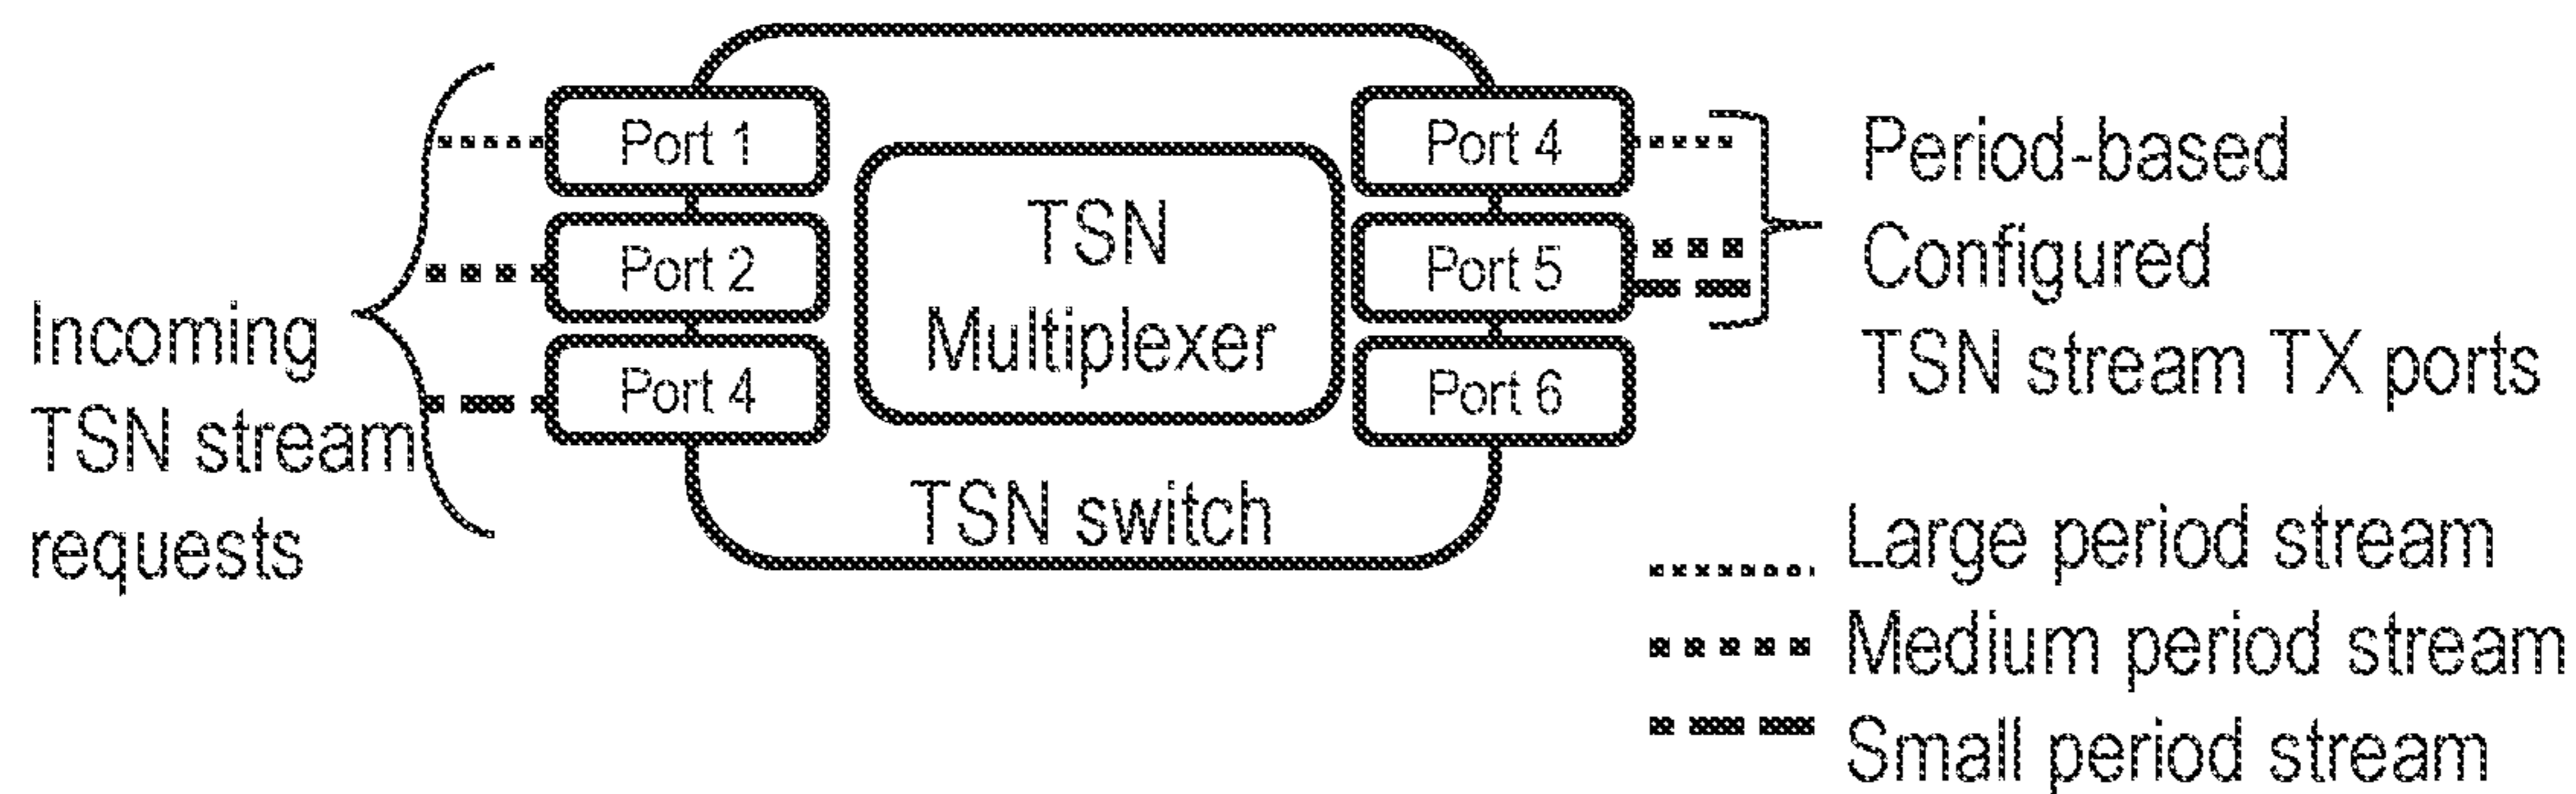 Incoming
TSN stream
requests
Port 1
Port 2
Port 4
TSN
Multiplexer
TSN switch
Port 4
Port 5
Port 6
Period-based
Configured
TSN stream TX ports
Large period stream
Medium period stream
Small period stream